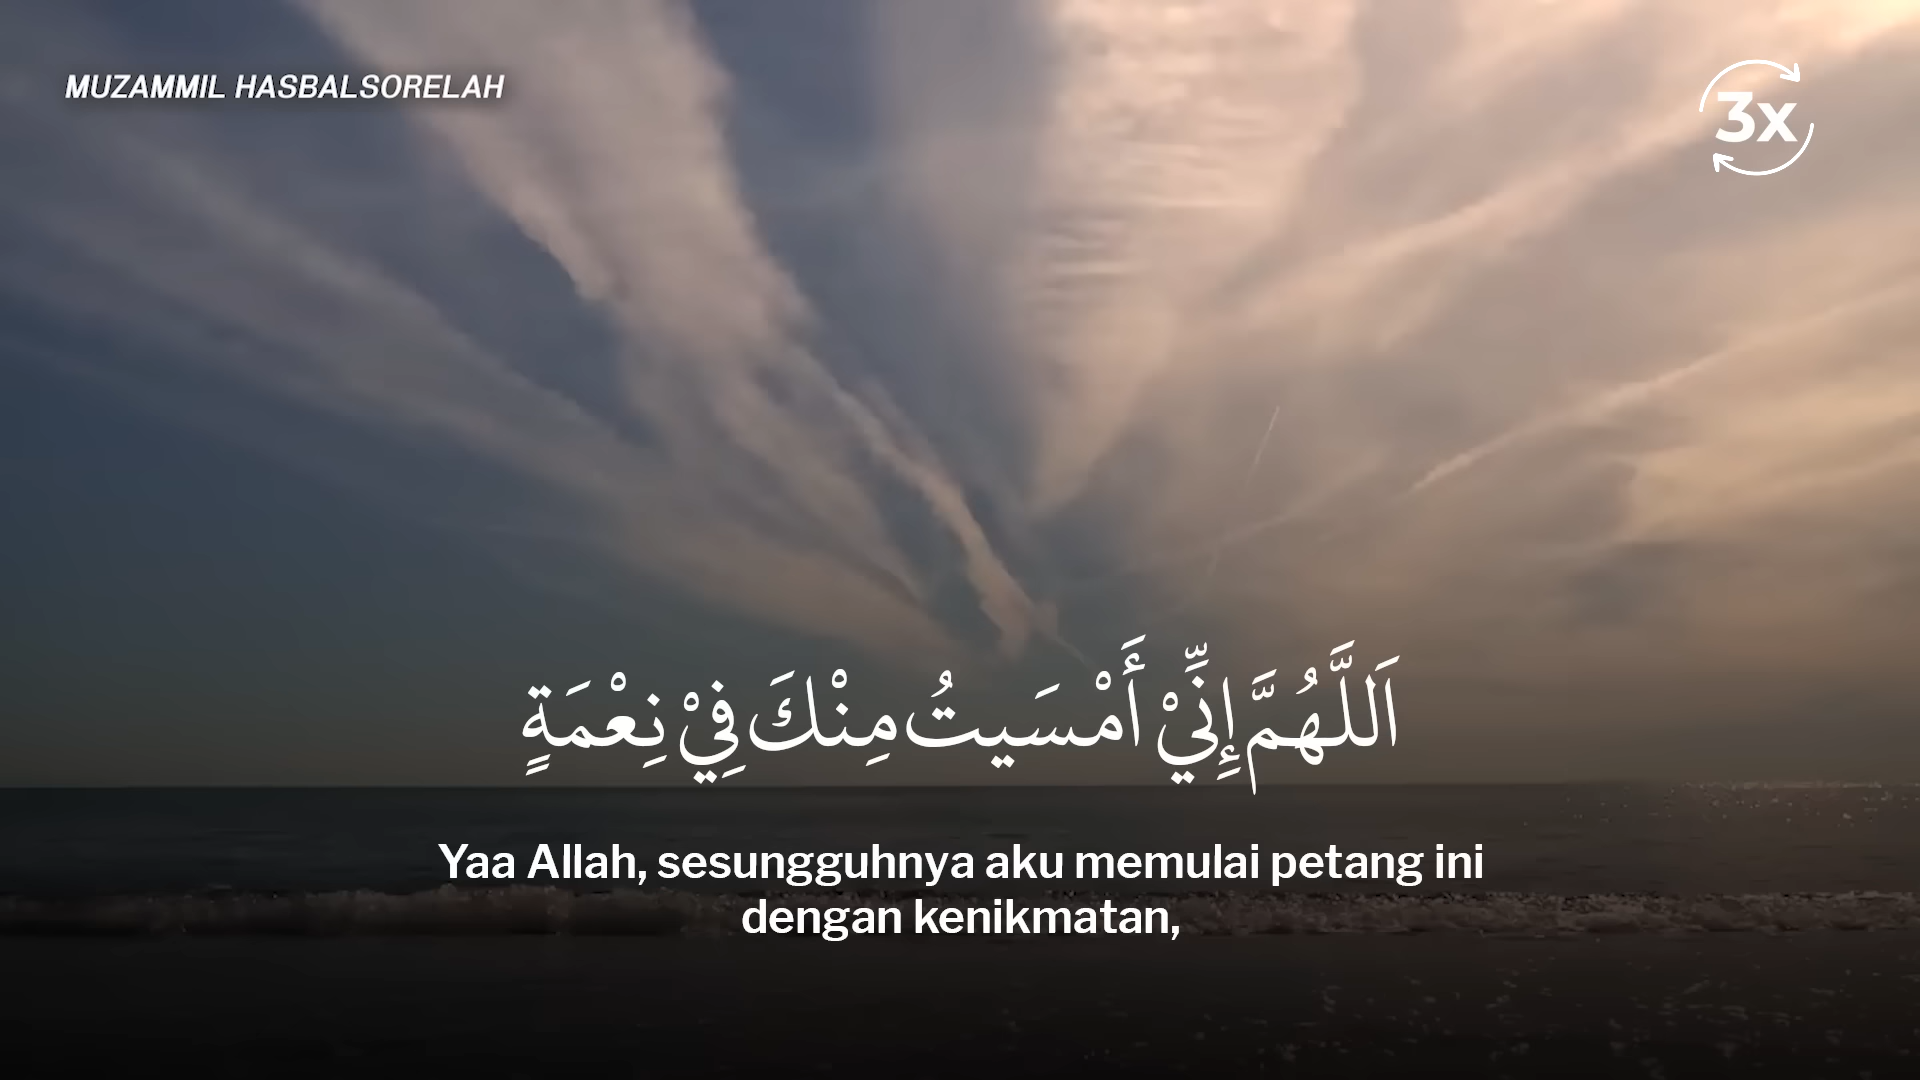 MUZAMMIL HASBALSORELAH
3x
اَللَّهُمَّ إِنِّيْ أَمْسَيتُ مِنْكَ فِيْ نِعْمَةٍ
Yaa Allah, sesungguhnya aku memulai petang ini
dengan kenikmatan,